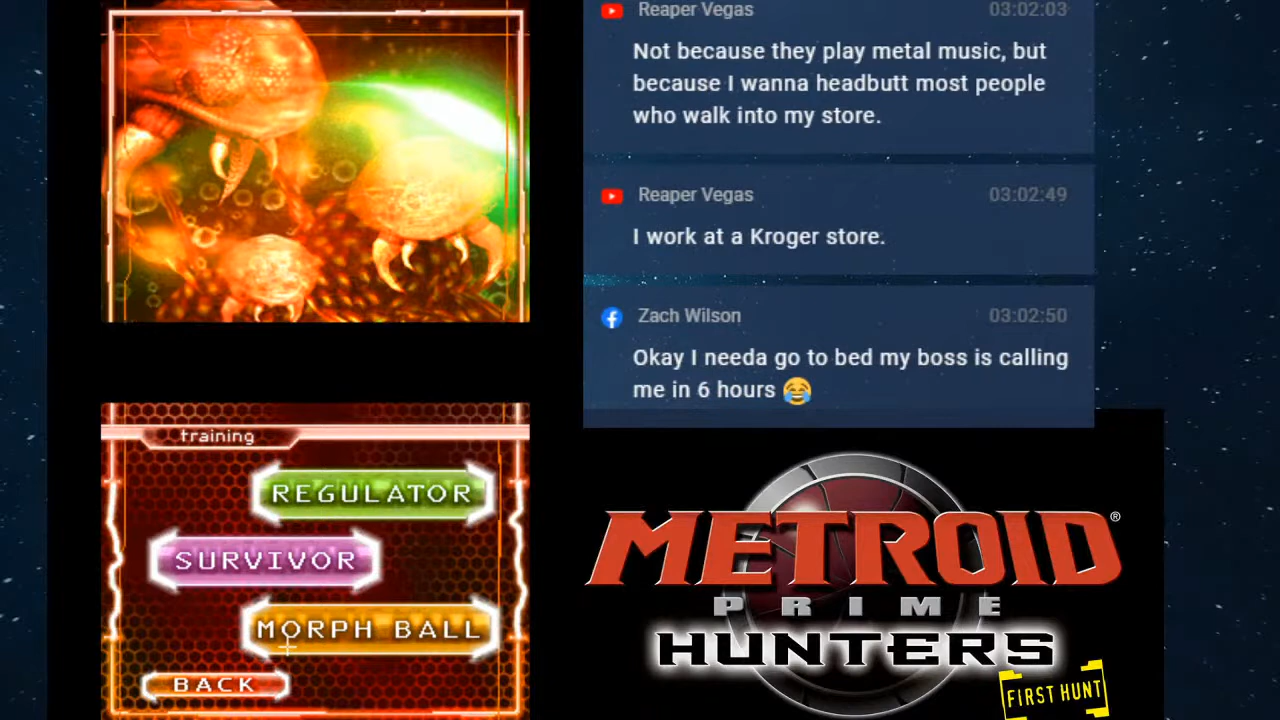 Reaper Vegas 03:02:03
Not because they play metal music, but
because I wanna headbutt most people
who walk into my store.
Reaper Vegas 03:02:49
I work at a Kroger store.
Zach Wilson 03:02:50
Okay I needa go to bed my boss is calling
me in 6 hours 😂
training
REGULATOR
SURVIVOR
MORPH BALL
BACK
METROID®
PRIME
HUNTERS
FIRST HUNT